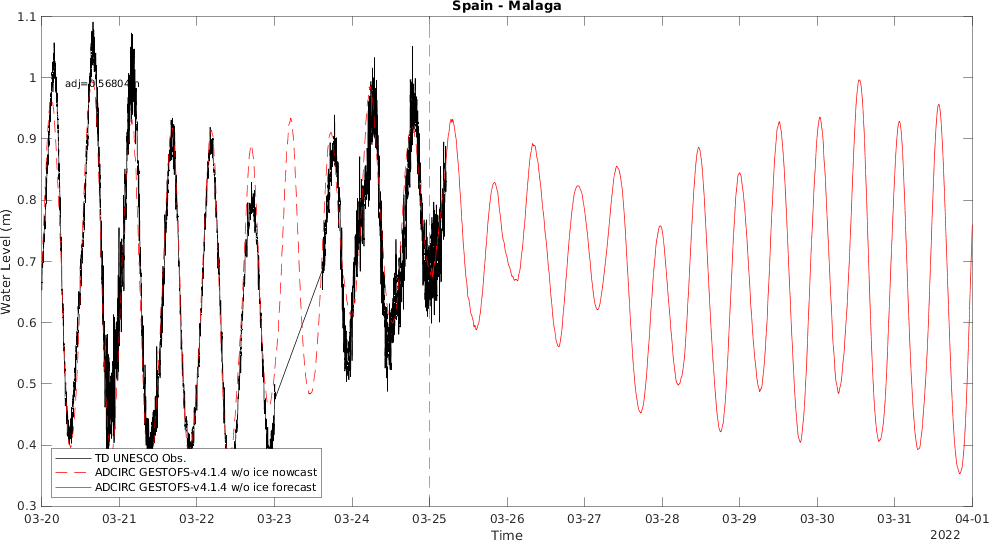 Spain - Malaga
1.1
1
0.9
0.8
0.7
0.6
0.5
0.4
0.3
Water Level (m)
TD UNESCO Obs.
ADCIRC GESTOFS-v4.1.4 w/o ice nowcast
ADCIRC GESTOFS-v4.1.4 w/o ice forecast
03-20 03-21 03-22 03-23 03-24 03-25 03-26 03-27 03-28 03-29 03-30 03-31 04-01
Time
2022